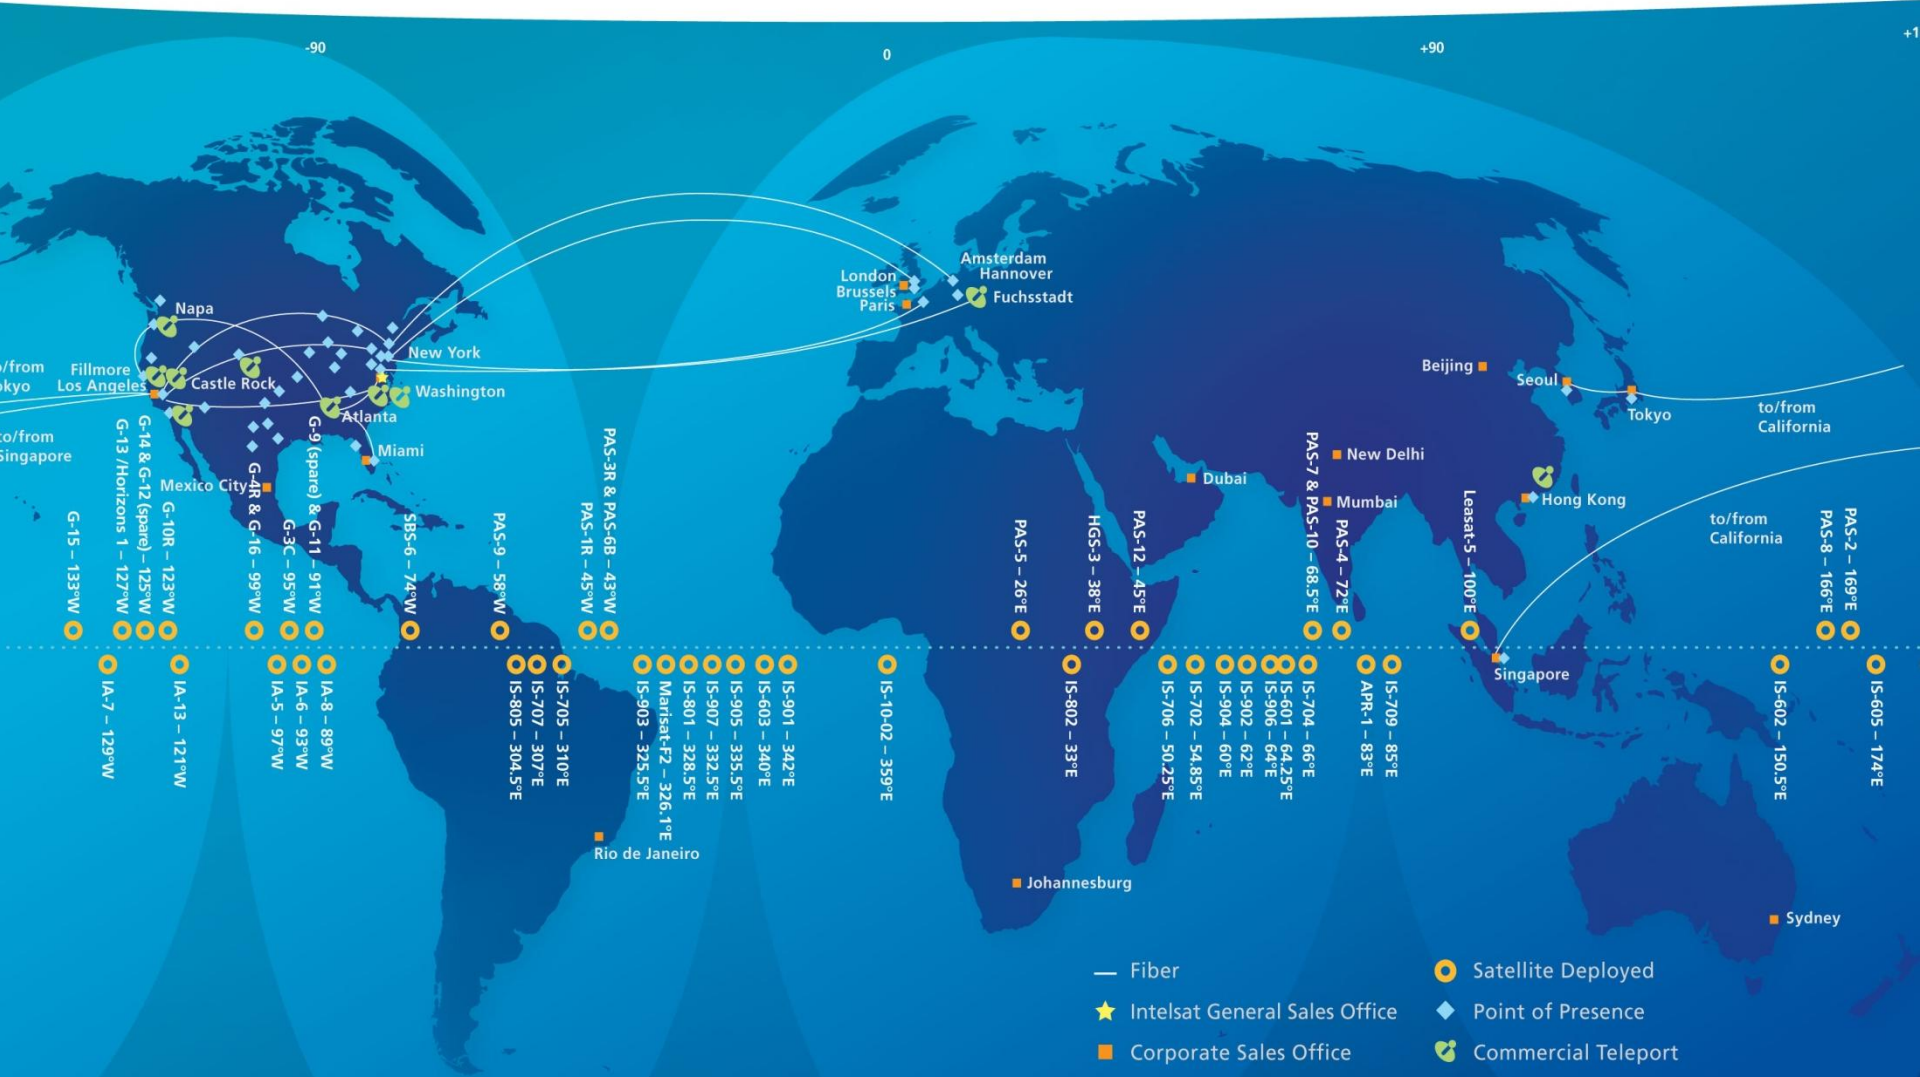 -90
0
+90
+1
Napa
o/from
okyo
Fillmore
Los Angeles
Castle Rock
New York
Washington
Atlanta
to/from
Singapore
Miami
Mexico City
London
Brussels
Paris
Amsterdam
Hannover
Fuchsstadt
Beijing
Seoul
Tokyo
to/from
California
New Delhi
Dubai
Mumbai
Hong Kong
to/from
California
G-15 – 133°W
G-13 /Horizons 1 – 127°W
G-14 & G-12 (spare) – 125°W
G-10R – 123°W
G-4R & G-16 – 99°W
G-3C – 95°W
G-9 (spare) & G-11 – 91°W
SBS-6 – 74°W
PAS-9 – 58°W
PAS-1R – 45°W
PAS-3R & PAS-6B – 43°W
PAS-5 – 26°E
HGS-3 – 38°E
PAS-12 – 45°E
PAS-7 & PAS-10 – 68.5°E
PAS-4 – 72°E
Leasat-5 – 100°E
PAS-8 – 166°E
PAS-2 – 169°E
Singapore
IA-7 – 129°W
IA-13 – 121°W
IA-5 – 97°W
IA-6 – 93°W
IA-8 – 89°W
IS-805 – 304.5°E
IS-707 – 307°E
IS-705 – 310°E
IS-903 – 325.5°E
Marisat-F2 – 326.1°E
IS-801 – 328.5°E
IS-907 – 332.5°E
IS-905 – 335.5°E
IS-603 – 340°E
IS-901 – 342°E
IS-10-02 – 359°E
IS-802 – 33°E
IS-706 – 50.25°E
IS-702 – 54.85°E
IS-904 – 60°E
IS-902 – 62°E
IS-906 – 64°E
IS-601 – 64.25°E
IS-704 – 66°E
APR-1 – 83°E
IS-709 – 85°E
IS-602 – 150.5°E
IS-605 – 174°E
Rio de Janeiro
Johannesburg
Sydney
Fiber
Intelsat General Sales Office
Corporate Sales Office
Satellite Deployed
Point of Presence
Commercial Teleport